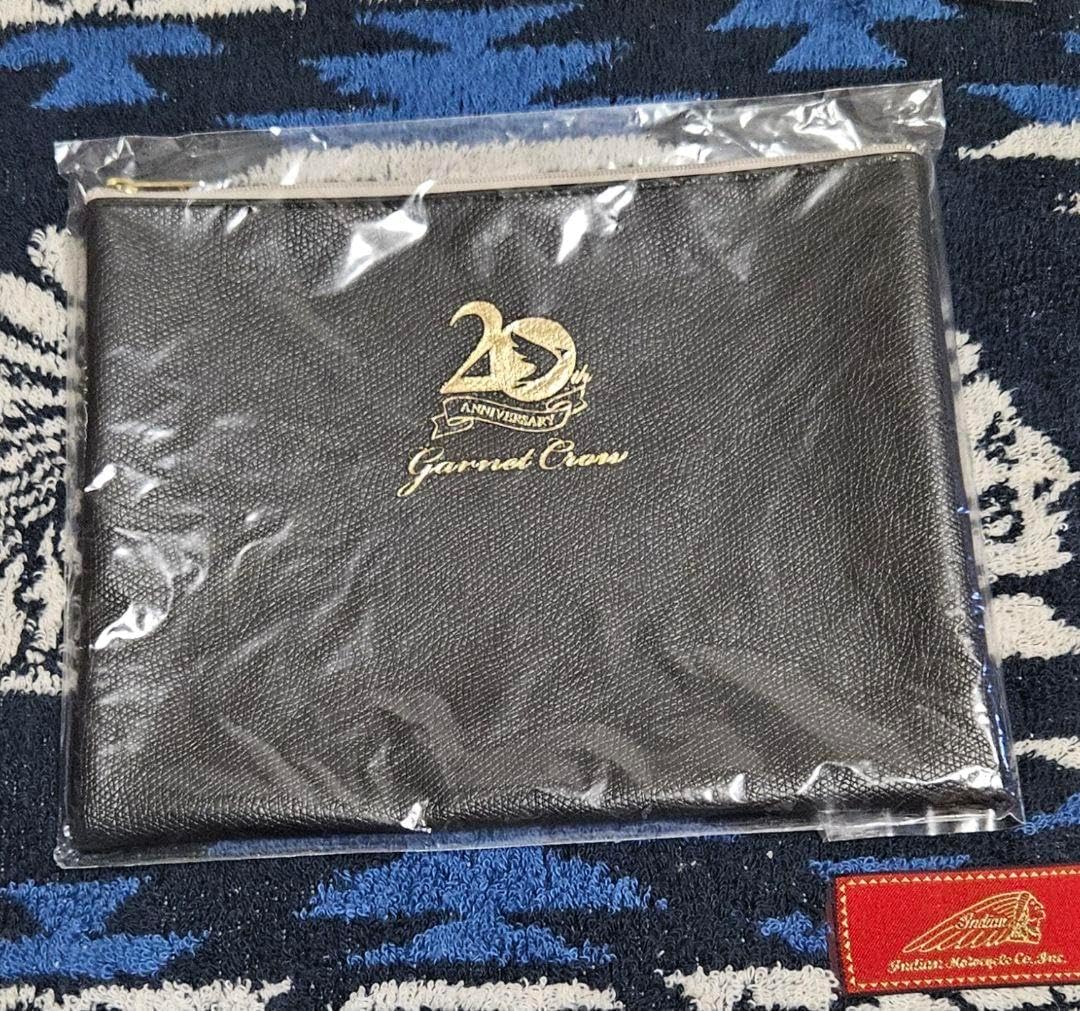 20th
ANNIVERSARY
Garnet Crow
Indian
Indian Motocycle Co., Inc.